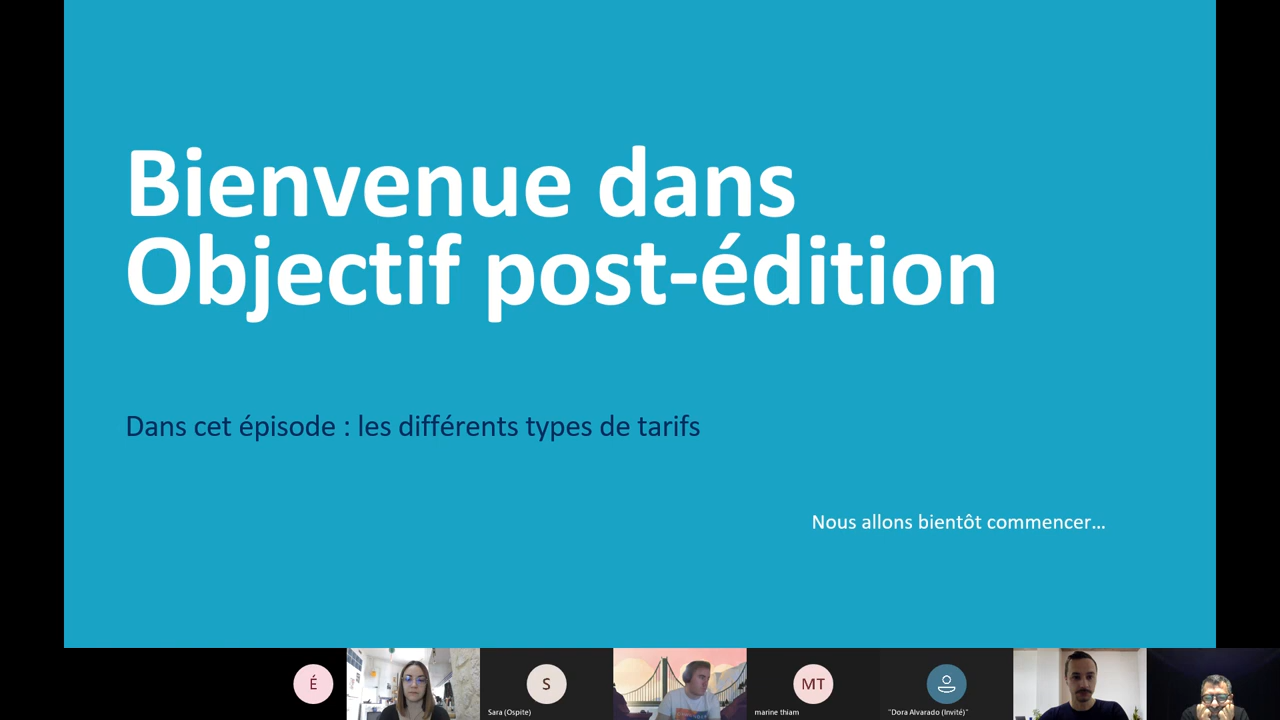 Bienvenue dans
Objectif post-édition
Dans cet épisode : les différents types de tarifs
Nous allons bientôt commencer...
É
S
Sara (Ospite)
MT
marine thiam
"Dora Alvarado (Invité)"